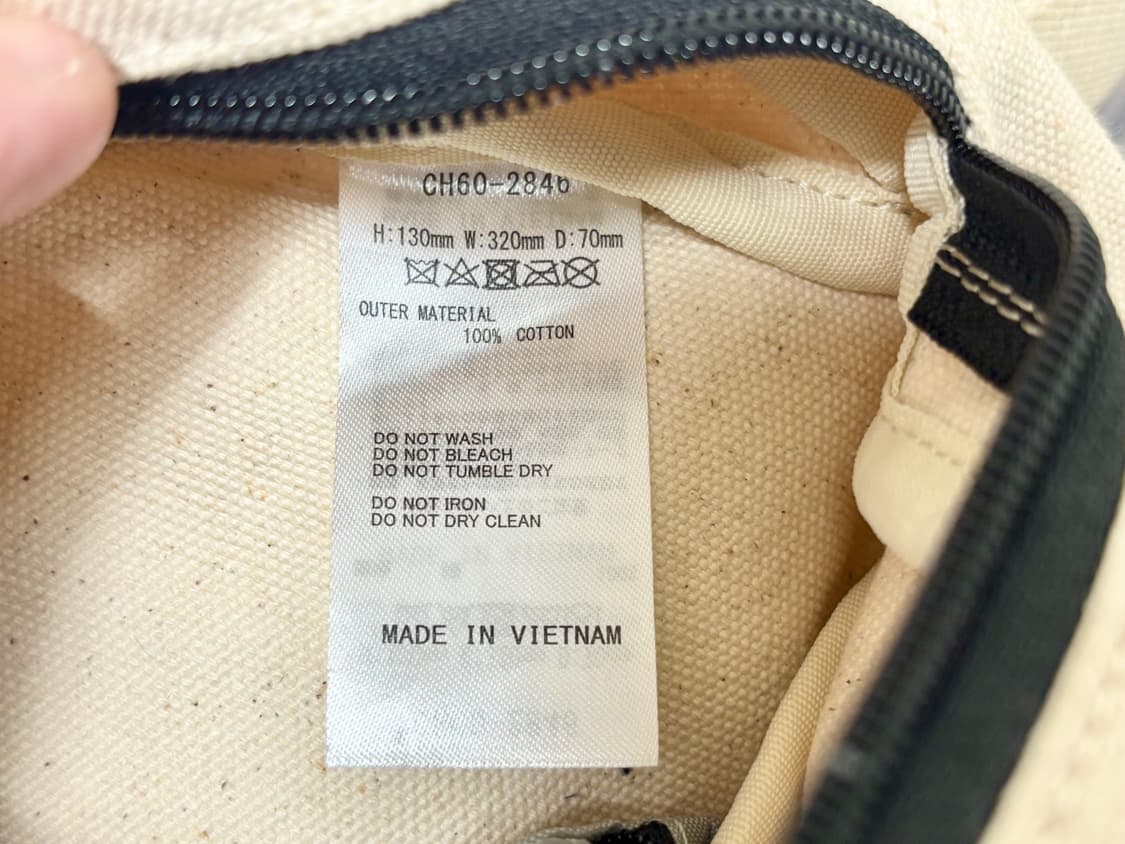 CH60-2846
H:130mm W:320mm D:70mm
OUTER MATERIAL
100% COTTON
DO NOT WASH
DO NOT BLEACH
DO NOT TUMBLE DRY
DO NOT IRON
DO NOT DRY CLEAN
MADE IN VIETNAM